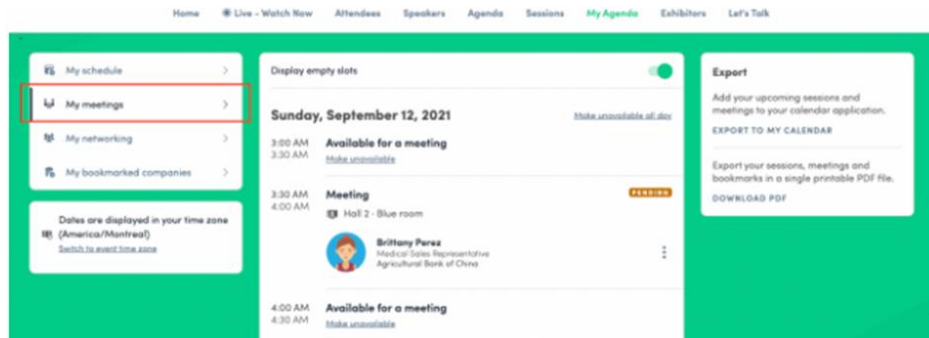 Home Live - Watch Now Attendees Speakers Agenda Sessions My Agenda Exhibitors Let's Talk
My schedule
My meetings
My networking
My bookmarked companies
Dates are displayed in your time zone
(America/Montreal)
Switch to event time zone
Display empty slots
Sunday, September 12, 2021 Make unavailable all day
3:00 AM Available for a meeting
3:30 AM Make unavailable
3:30 AM Meeting PENDING
4:00 AM Hall 2 - Blue room
Brittany Perez
Medical Sales Representative
Agricultural Bank of China
4:00 AM Available for a meeting
4:30 AM Make unavailable
Export
Add your upcoming sessions and
meetings to your calendar application.
EXPORT TO MY CALENDAR
Export your sessions, meetings and
bookmarks in a single printable PDF file.
DOWNLOAD PDF